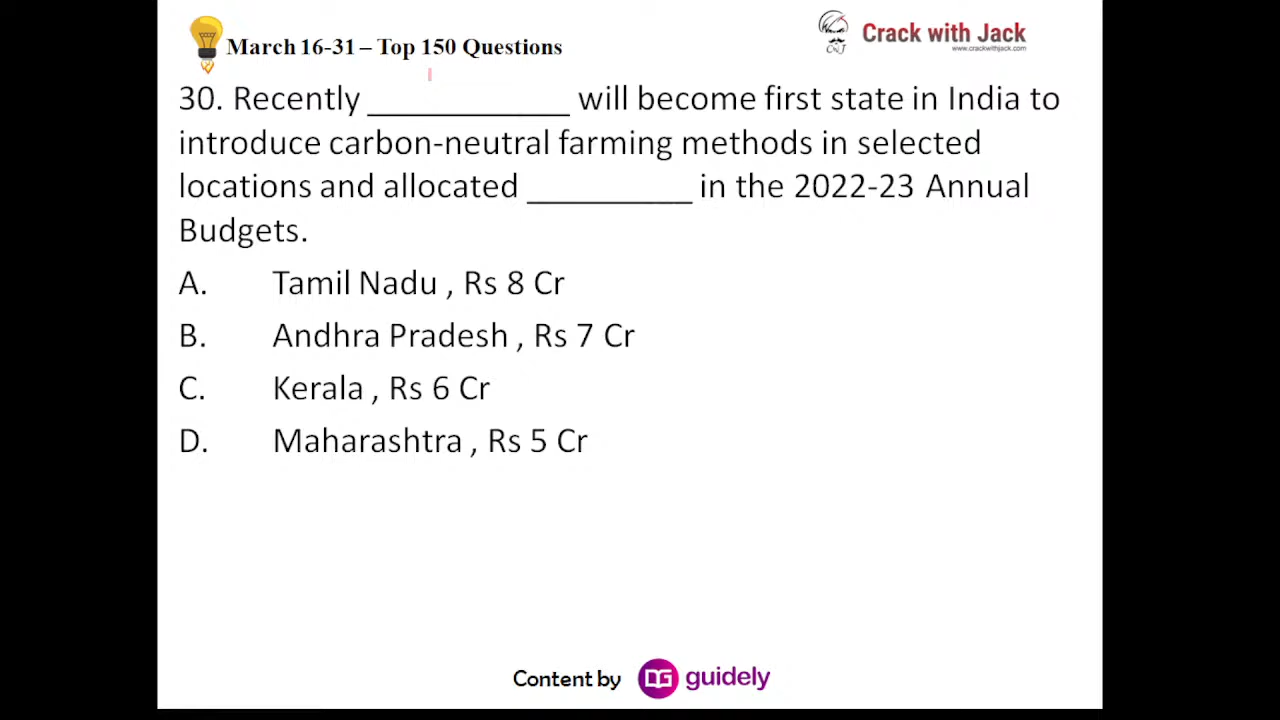 March 16-31 – Top 150 Questions
Crack with Jack
www.crackwithjack.com
CWJ
30. Recently ____________ will become first state in India to
introduce carbon-neutral farming methods in selected
locations and allocated __________ in the 2022-23 Annual
Budgets.
A. Tamil Nadu , Rs 8 Cr
B. Andhra Pradesh , Rs 7 Cr
C. Kerala , Rs 6 Cr
D. Maharashtra , Rs 5 Cr
Content by guidely